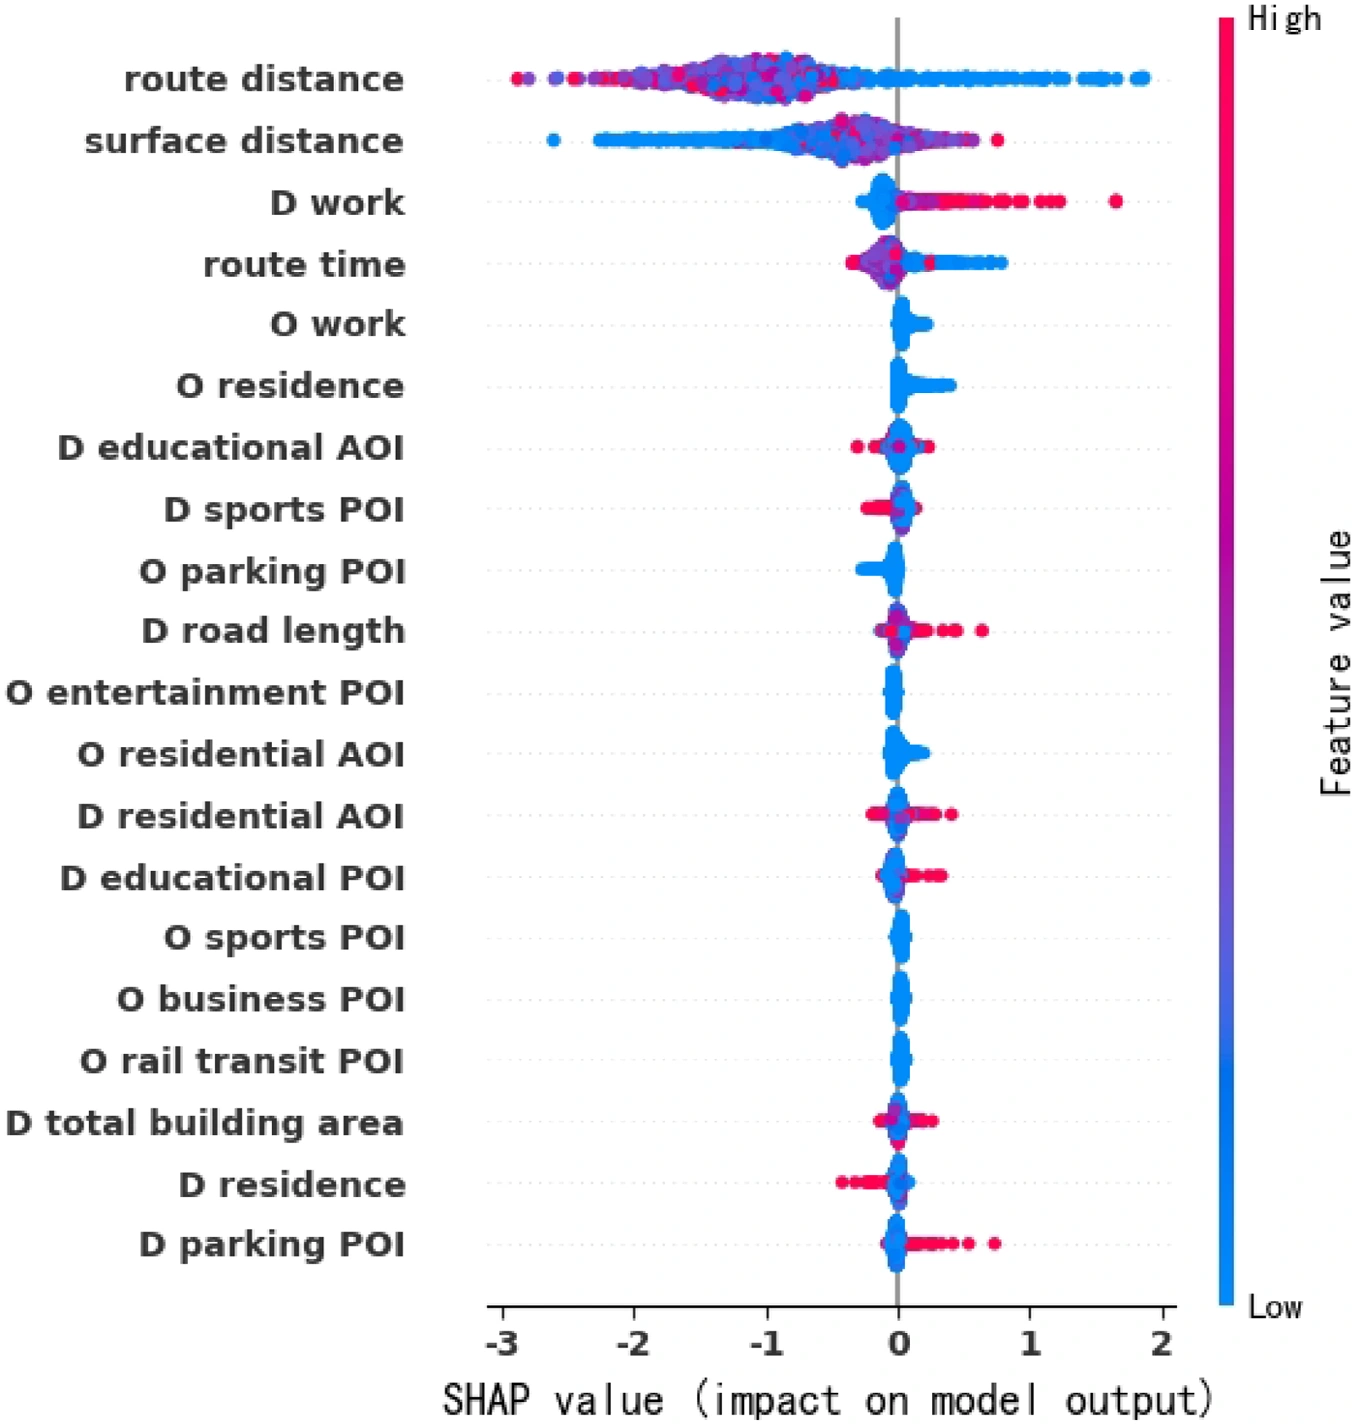 High
route distance
surface distance
D work
route time
O work
O residence
D educational AOI
D sports POI
O parking POI
D road length
O entertainment POI
O residential AOI
D residential AOI
D educational POI
O sports POI
O business POI
O rail transit POI
D total building area
D residence
D parking POI
Feature value
Low
-3 -2 -1 0 1 2
SHAP value (impact on model output)